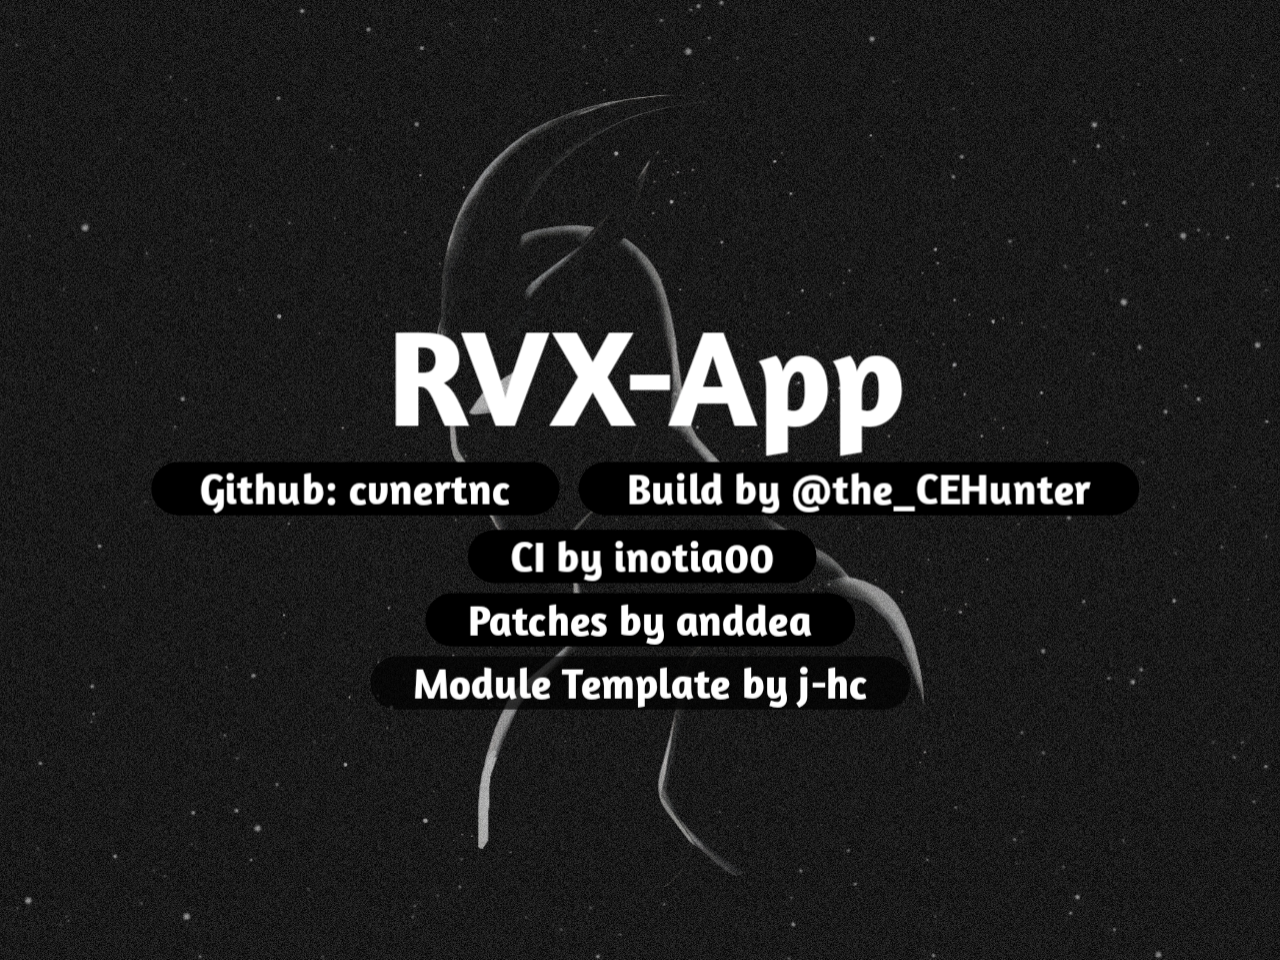 RVX-App
Github: cvnertnc
Build by @the_CEHunter
CI by inotia00
Patches by anddea
Module Template by j-hc